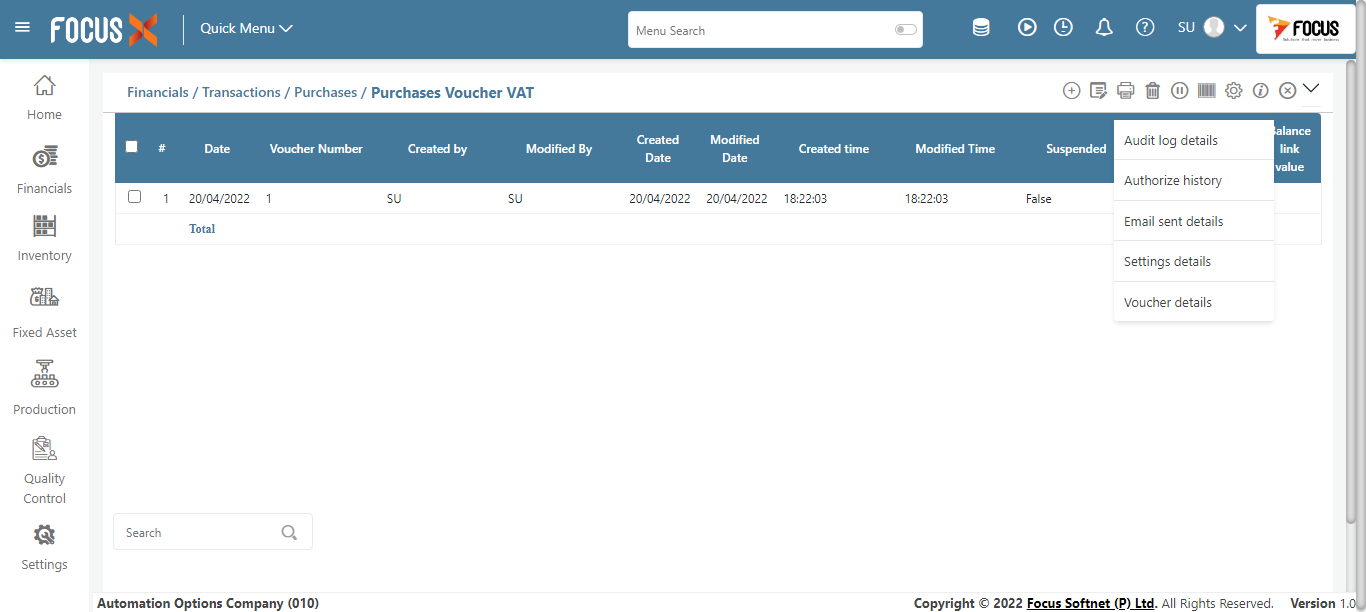 FOCUS X
Quick Menu
Menu Search
SU
FOCUS
Home
Financials
Inventory
Fixed Asset
Production
Quality
Control
Settings
Financials / Transactions / Purchases / Purchases Voucher VAT
# Date Voucher Number Created by Modified By Created Date Modified Date Created time Modified Time Suspended Balance link value
1 20/04/2022 1 SU SU 20/04/2022 20/04/2022 18:22:03 18:22:03 False
Total
Audit log details
Authorize history
Email sent details
Settings details
Voucher details
Search
Automation Options Company (010)
Copyright © 2022 Focus Softnet (P) Ltd. All Rights Reserved. Version 1.0